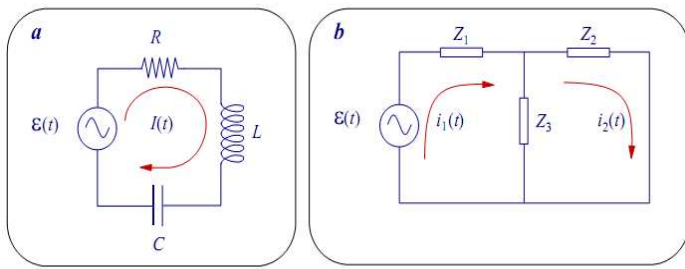 a
R
ε(t)
I(t)
L
C
b
Z₁
Z₂
ε(t)
i₁(t)
Z₃
i₂(t)